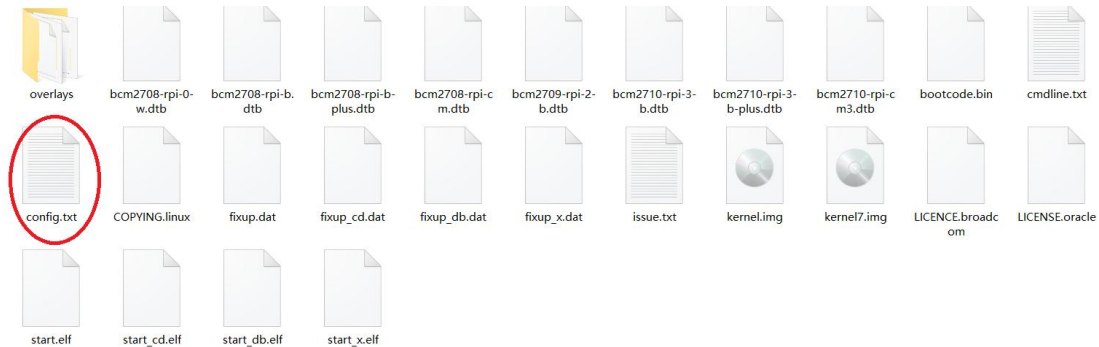 overlays
bcm2708-rpi-0-
w.dtb
bcm2708-rpi-b.
dtb
bcm2708-rpi-b-
plus.dtb
bcm2708-rpi-c
m.dtb
bcm2709-rpi-2-
b.dtb
bcm2710-rpi-3-
b.dtb
bcm2710-rpi-3-
b-plus.dtb
bcm2710-rpi-c
m3.dtb
bootcode.bin
cmdline.txt
config.txt
COPYING.linux
fixup.dat
fixup_cd.dat
fixup_db.dat
fixup_x.dat
issue.txt
kernel.img
kernel7.img
LICENCE.broadc
om
LICENSE.oracle
start.elf
start_cd.elf
start_db.elf
start_x.elf